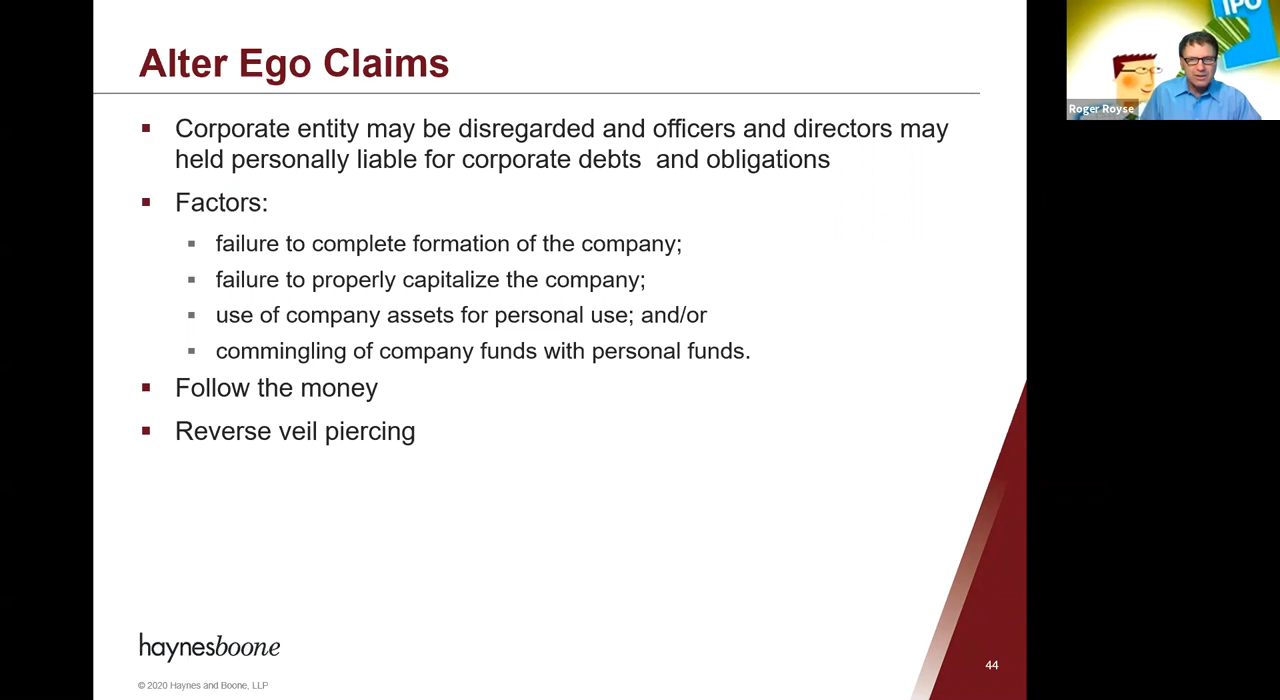 Alter Ego Claims
Corporate entity may be disregarded and officers and directors may
held personally liable for corporate debts  and obligations
Factors:
failure to complete formation of the company;
failure to properly capitalize the company;
use of company assets for personal use; and/or
commingling of company funds with personal funds.
Follow the money
Reverse veil piercing
haynesboone
© 2020 Haynes and Boone, LLP
44
IPO
Roger Royse